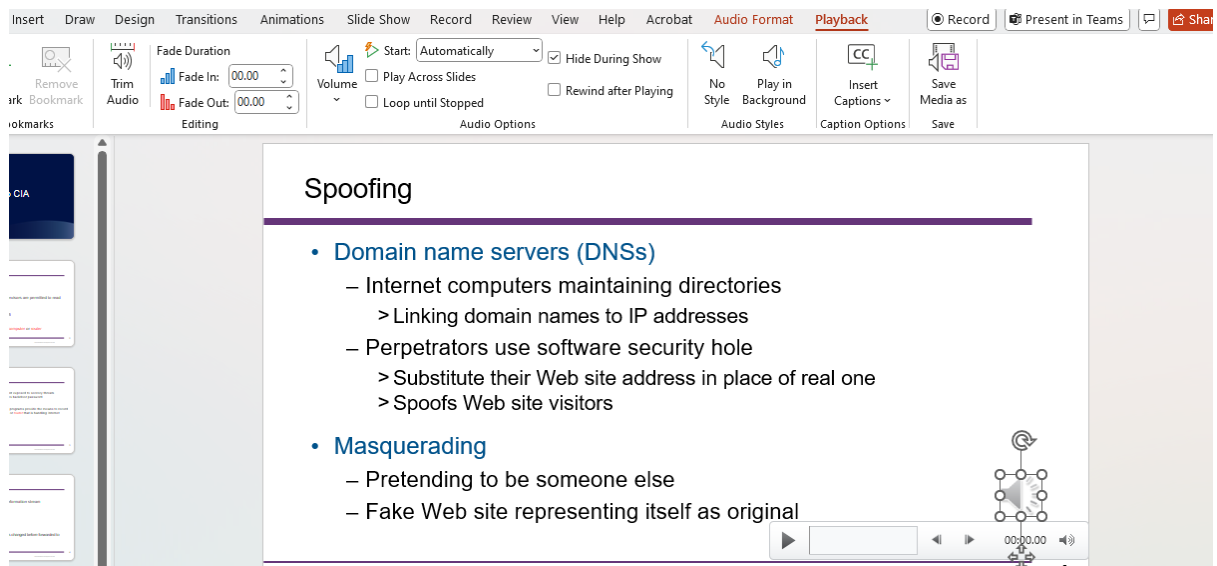 Insert Draw Design Transitions Animations Slide Show Record Review View Help Acrobat Audio Format Playback Record Present in Teams
Fade Duration
Start: Automatically
Hide During Show
CC
Fade In: 00.00
Play Across Slides
Remove Bookmark
Trim Audio
Volume
Rewind after Playing
No Style
Play in Background
Insert Captions
Save Media as
Fade Out: 00.00
Loop until Stopped
Editing
Audio Options
Audio Styles
Caption Options
Save
CIA
Spoofing
• Domain name servers (DNSs)
– Internet computers maintaining directories
> Linking domain names to IP addresses
– Perpetrators use software security hole
> Substitute their Web site address in place of real one
> Spoofs Web site visitors
• Masquerading
– Pretending to be someone else
– Fake Web site representing itself as original
00:00.00